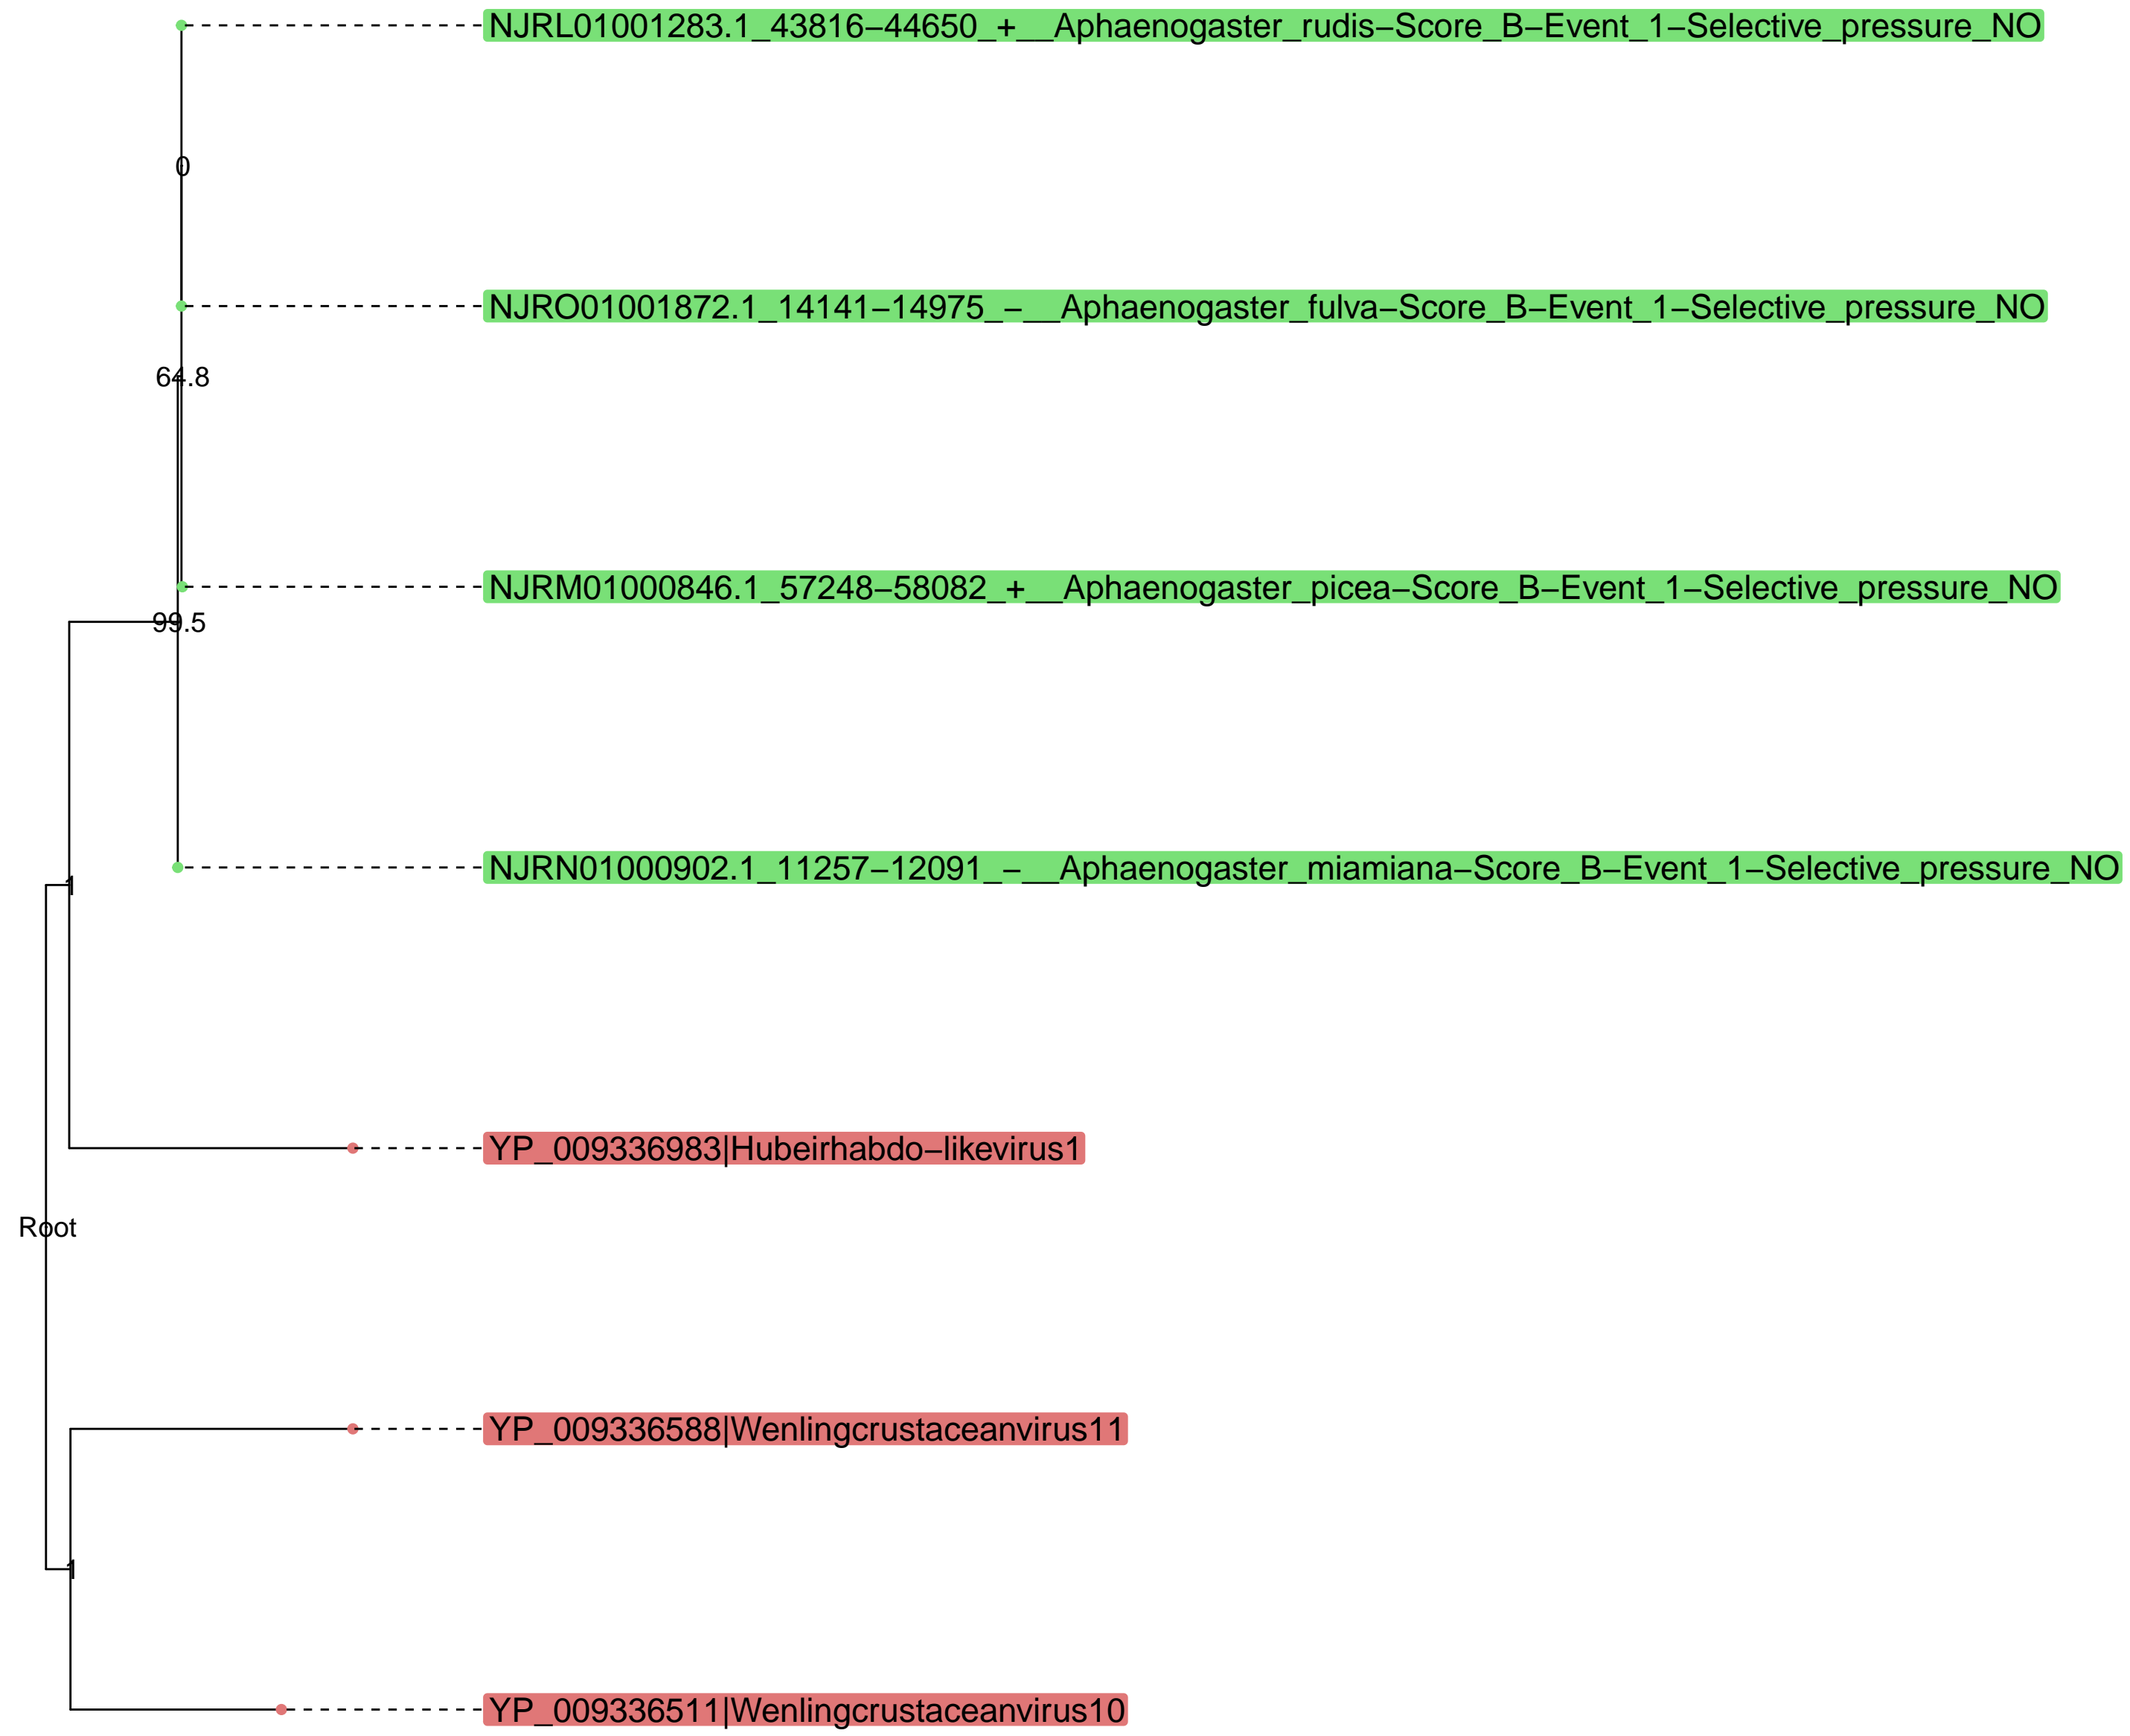 NJRL01001283.1_43816−44650_+__Aphaenogaster_rudis−Score_B−Event_1−Selective_pressure_NO
0
NJRO01001872.1_14141−14975_−__Aphaenogaster_fulva−Score_B−Event_1−Selective_pressure_NO
64.8
NJRM01000846.1_57248−58082_+__Aphaenogaster_picea−Score_B−Event_1−Selective_pressure_NO
99.5
NJRN01000902.1_11257−12091_−__Aphaenogaster_miamiana−Score_B−Event_1−Selective_pressure_NO
1
YP_009336983|Hubeirhabdo−likevirus1
Root
YP_009336588|Wenlingcrustaceanvirus11
1
YP_009336511|Wenlingcrustaceanvirus10